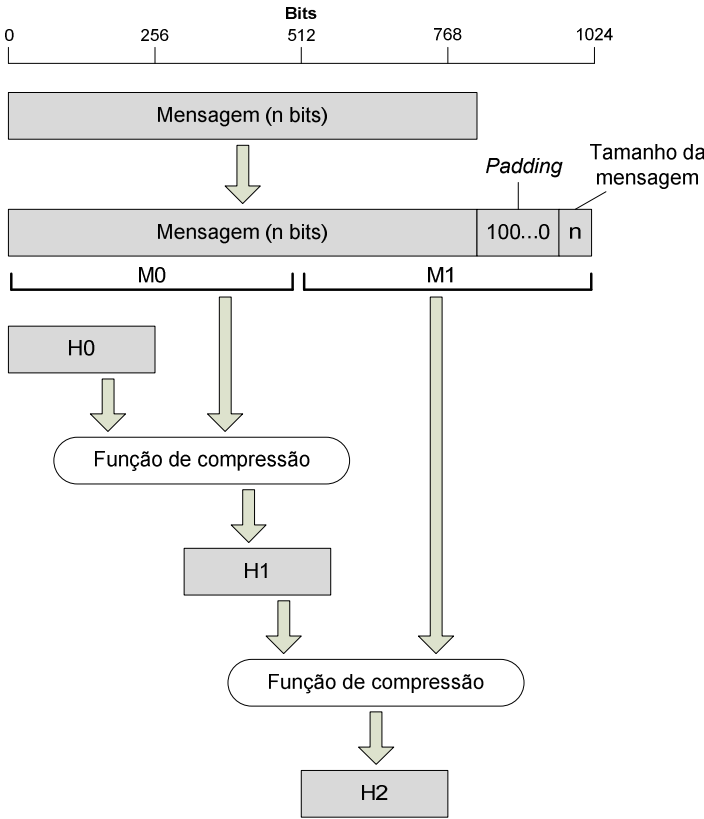 Bits
0 256 512 768 1024
Mensagem (n bits)
Padding
Tamanho da
mensagem
Mensagem (n bits) 100...0 n
M0 M1
H0
Função de compressão
H1
Função de compressão
H2